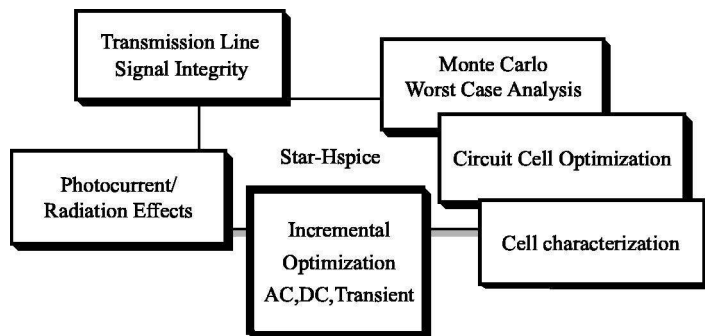 Transmission Line
Signal Integrity
Monte Carlo
Worst Case Analysis
Circuit Cell Optimization
Star-Hspice
Photocurrent/
Radiation Effects
Incremental
Optimization
AC,DC,Transient
Cell characterization